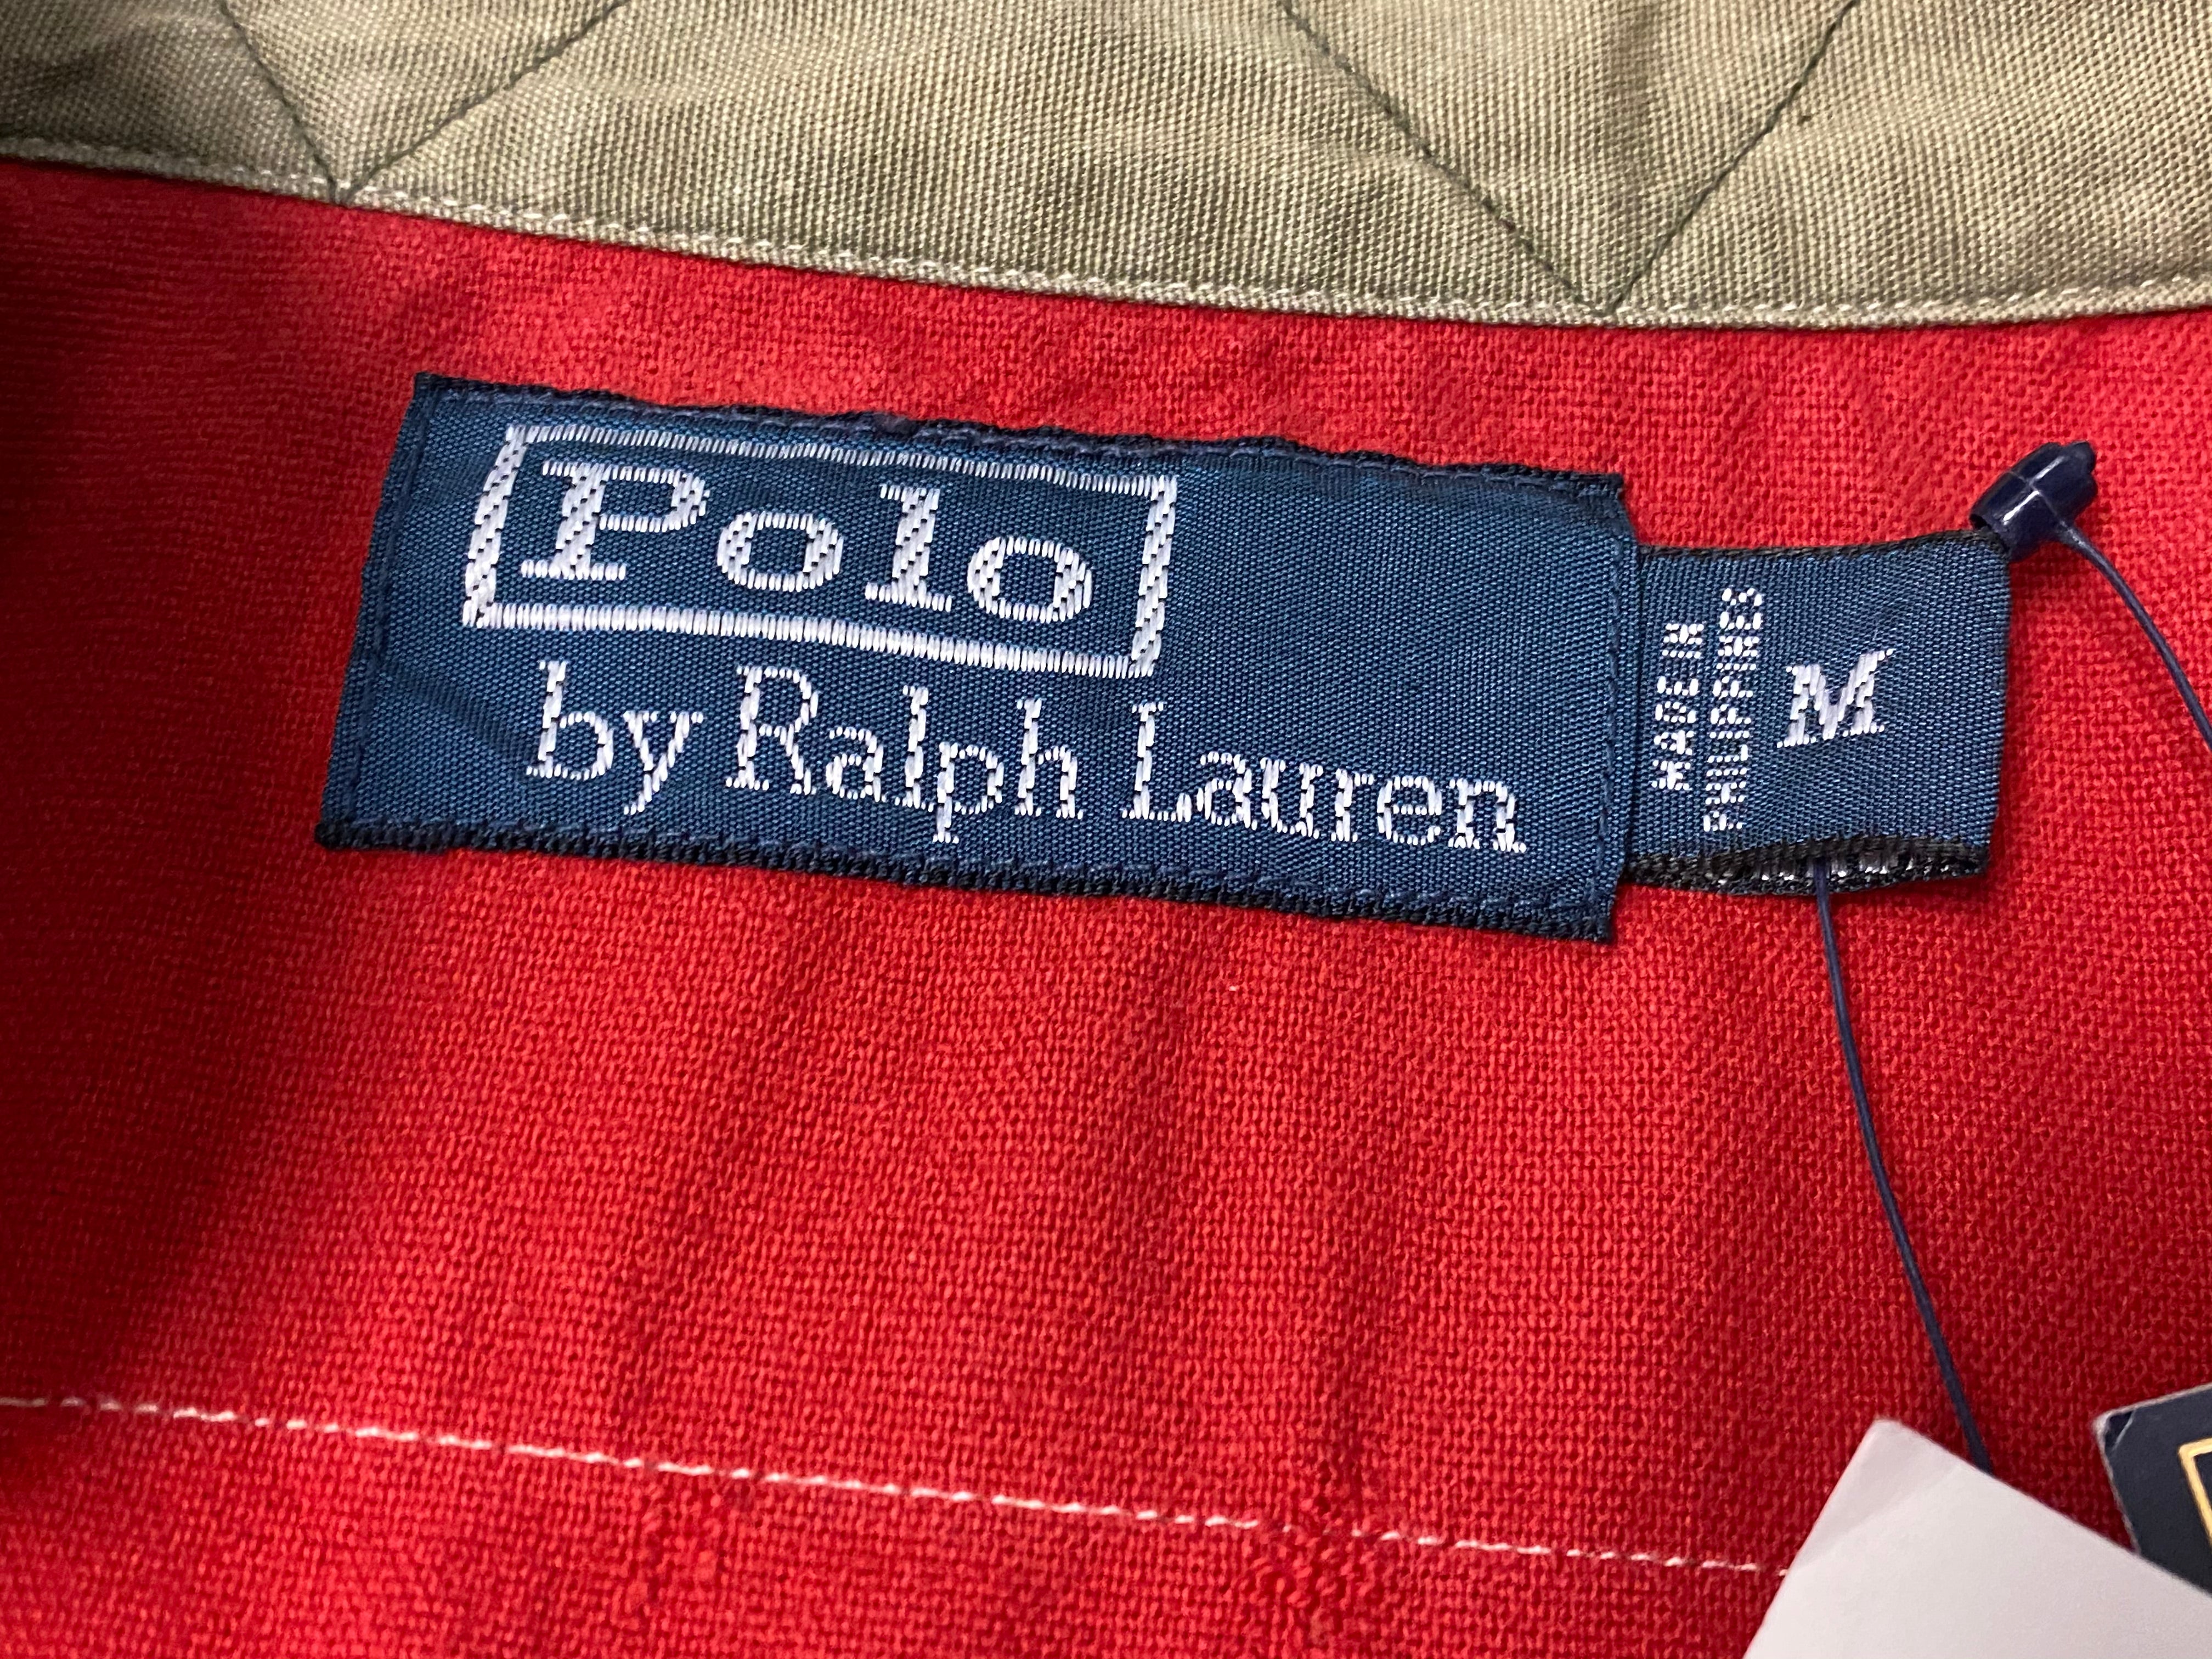 Polo
by Ralph Lauren
MADE IN
PHILIPPINES
M